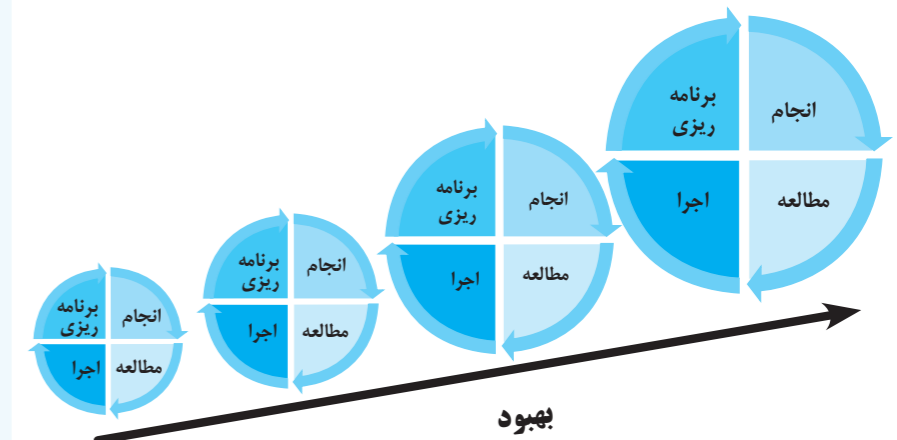 برنامه
ریزی
انجام
اجرا
مطالعه
برنامه
ریزی
انجام
اجرا
مطالعه
برنامه
ریزی
انجام
اجرا
مطالعه
برنامه
ریزی
انجام
اجرا
مطالعه
بهبود